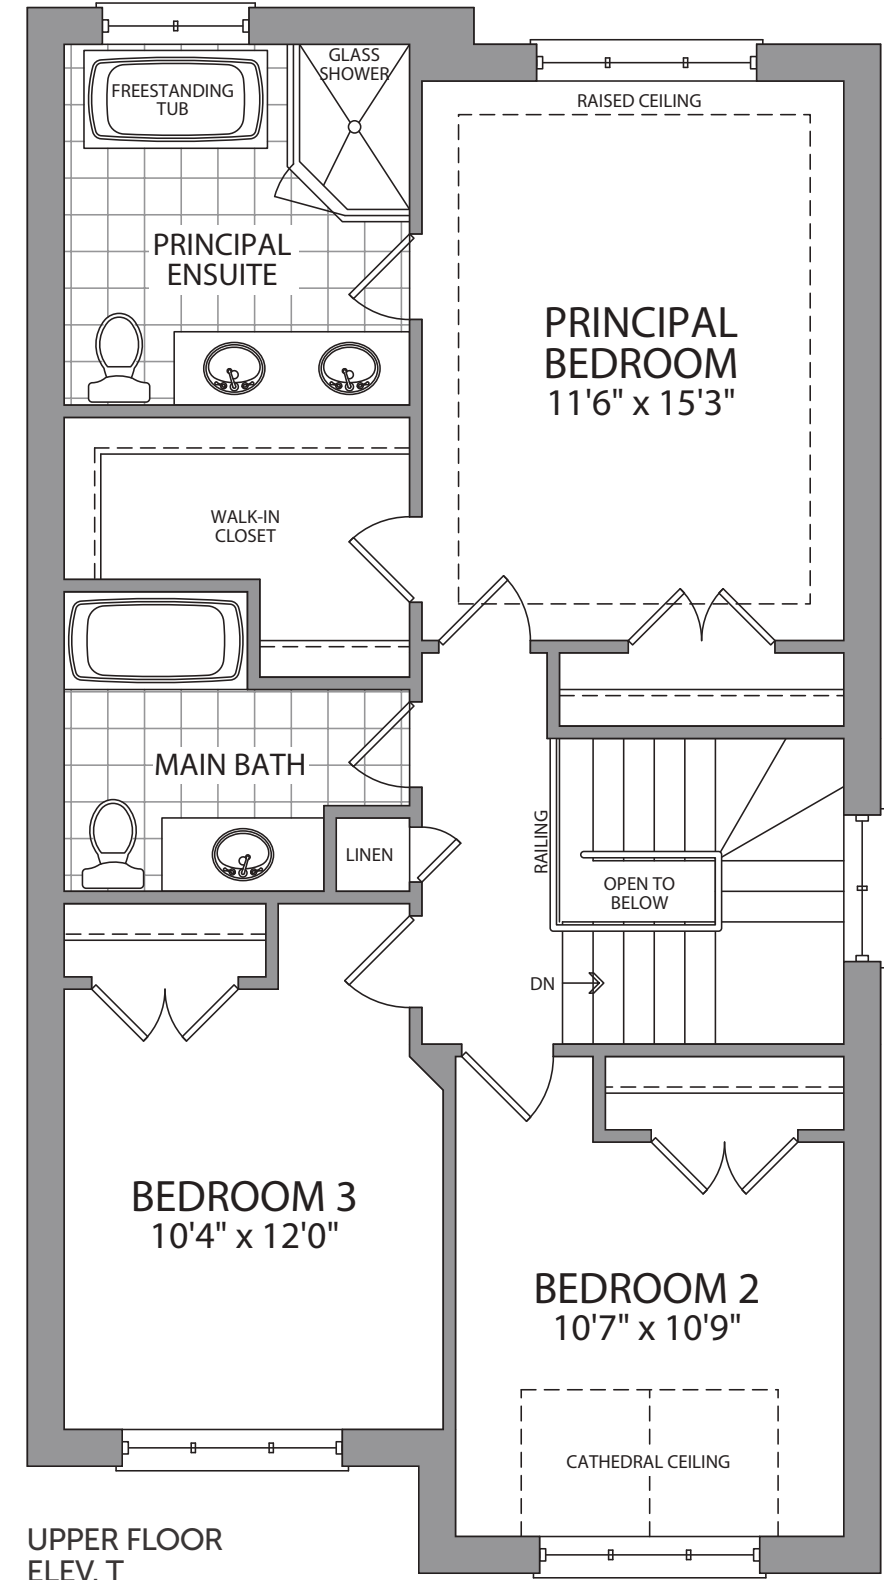 FREESTANDING
TUB
GLASS
SHOWER
RAISED CEILING
PRINCIPAL
ENSUITE
PRINCIPAL
BEDROOM
11'6" x 15'3"
WALK-IN
CLOSET
MAIN BATH
LINEN
RAILING
OPEN TO
BELOW
DN
BEDROOM 3
10'4" x 12'0"
BEDROOM 2
10'7" x 10'9"
CATHEDRAL CEILING
UPPER FLOOR
ELEV. T